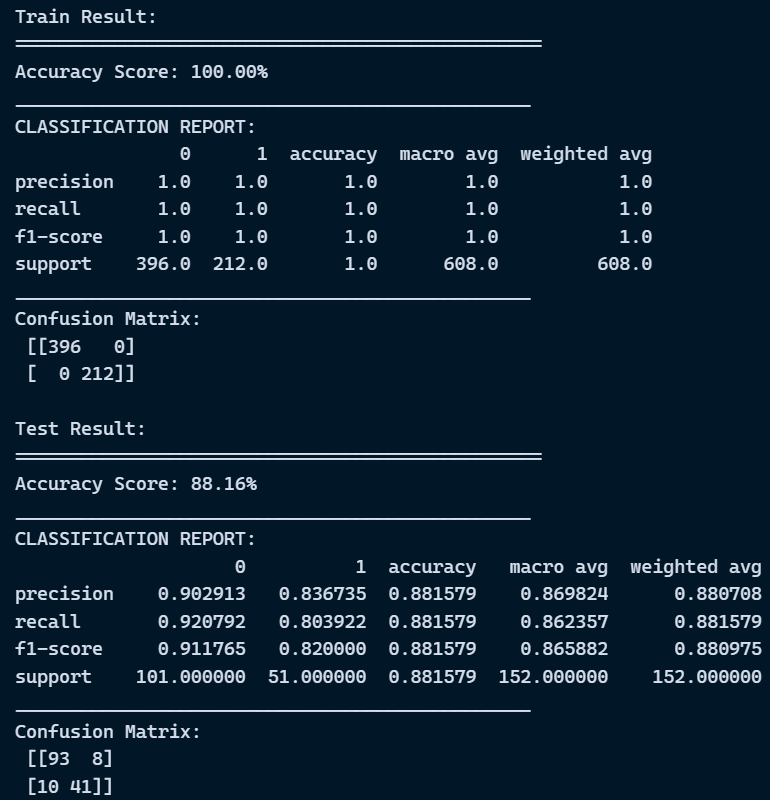 Train Result:
================================================
Accuracy Score: 100.00%
_______________________________________________
CLASSIFICATION REPORT:
               0      1  accuracy  macro avg  weighted avg
precision    1.0    1.0       1.0        1.0           1.0
recall       1.0    1.0       1.0        1.0           1.0
f1-score     1.0    1.0       1.0        1.0           1.0
support    396.0  212.0       1.0      608.0         608.0
_______________________________________________
Confusion Matrix:
 [[396   0]
 [  0 212]]

Test Result:
================================================
Accuracy Score: 88.16%
_______________________________________________
CLASSIFICATION REPORT:
                    0          1  accuracy   macro avg  weighted avg
precision    0.902913   0.836735  0.881579    0.869824      0.880708
recall       0.920792   0.803922  0.881579    0.862357      0.881579
f1-score     0.911765   0.820000  0.881579    0.865882      0.880975
support    101.000000  51.000000  0.881579  152.000000    152.000000
_______________________________________________
Confusion Matrix:
 [[93  8]
 [10 41]]